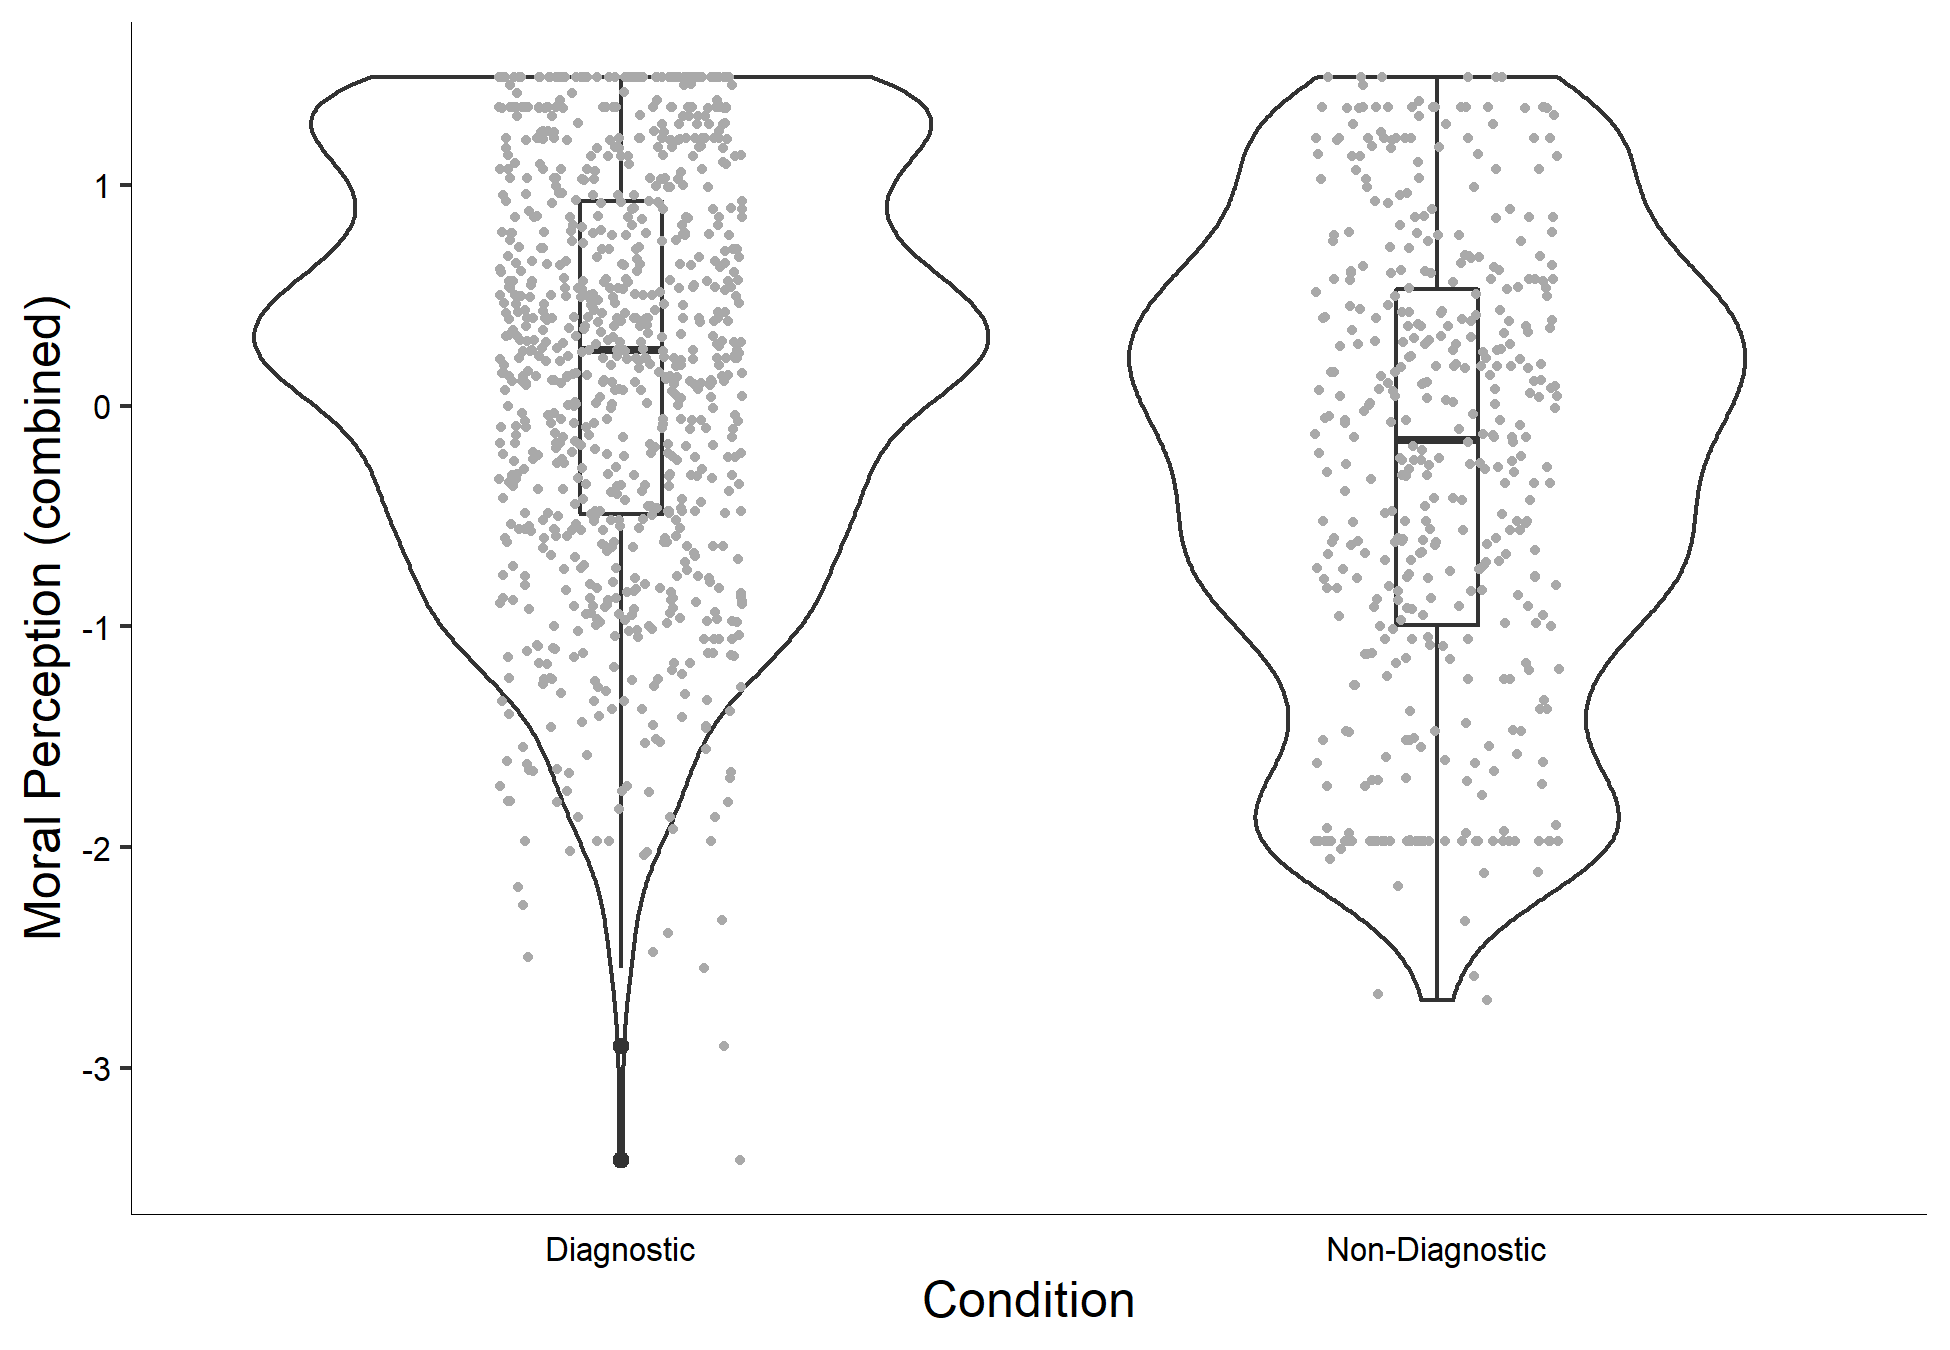 Moral Perception (combined)
1
0
-1
-2
-3
Diagnostic
Non-Diagnostic
Condition